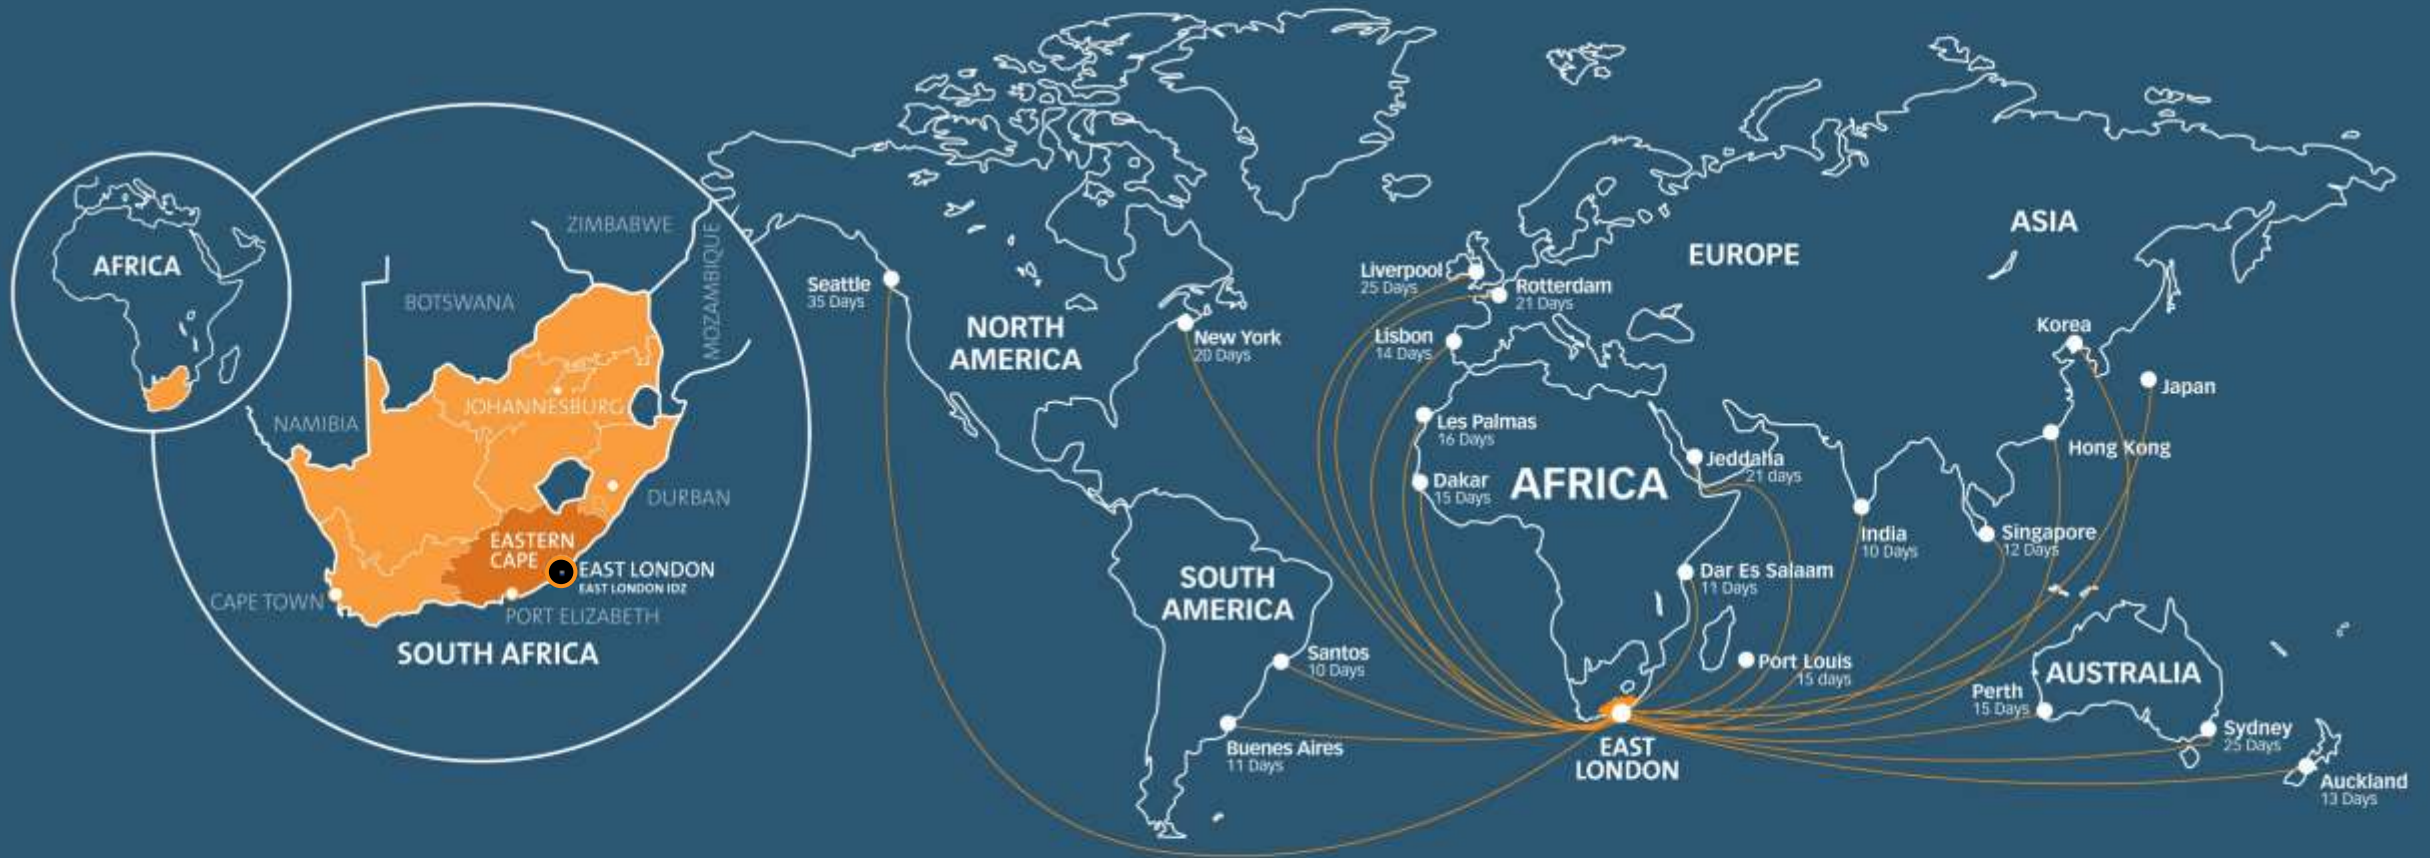 AFRICA
ZIMBABWE
MOZAMBIQUE
BOTSWANA
NAMIBIA
JOHANNESBURG
DURBAN
EASTERN
CAPE
EAST LONDON
EAST LONDON IDZ
CAPE TOWN
PORT ELIZABETH
SOUTH AFRICA
Seattle
35 Days
NORTH
AMERICA
New York
20 Days
SOUTH
AMERICA
Santos
10 Days
Buenes Aires
11 Days
Liverpool
25 Days
Rotterdam
21 Days
Lisbon
14 Days
Les Palmas
16 Days
Dakar
15 Days
EUROPE
ASIA
AFRICA
Jeddaha
21 days
Dar Es Salaam
11 Days
Port Louis
15 days
EAST
LONDON
India
10 Days
Singapore
12 Days
Korea
Japan
Hong Kong
AUSTRALIA
Perth
15 Days
Sydney
25 Days
Auckland
13 Days